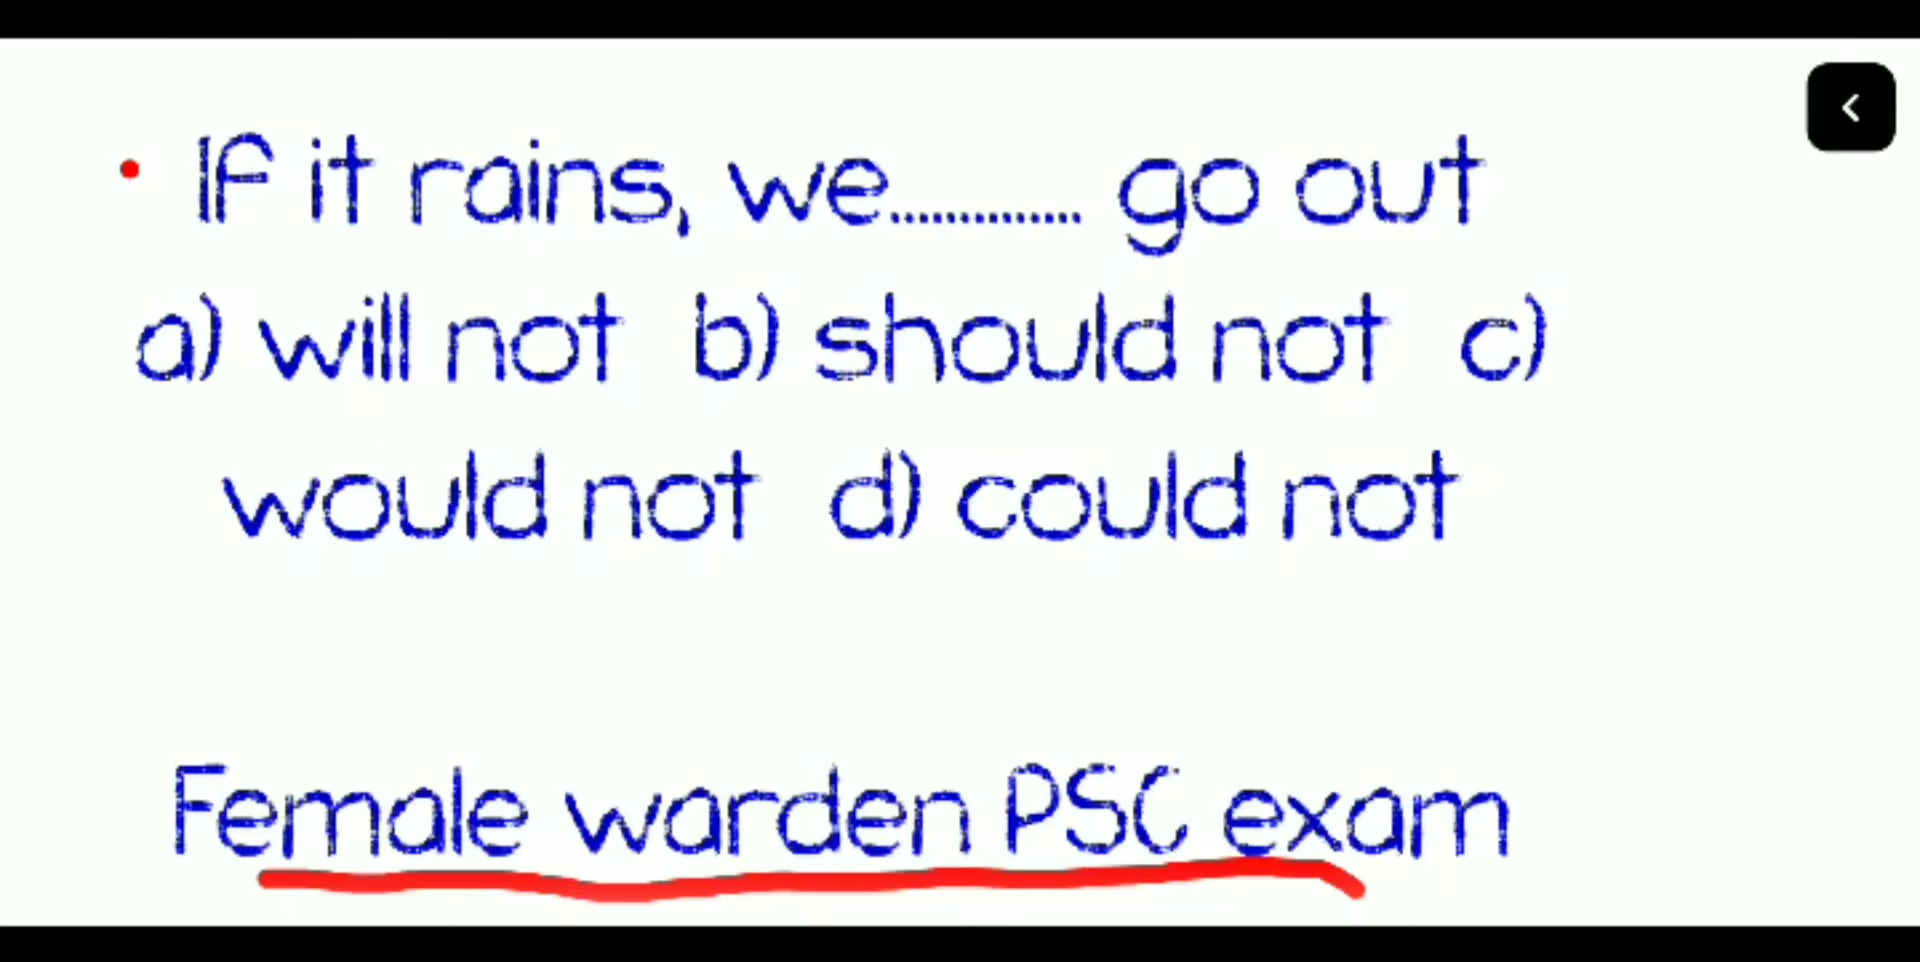 • If it rains, we.............. go out
a) will not b) should not c)
would not d) could not
Female warden PSC exam